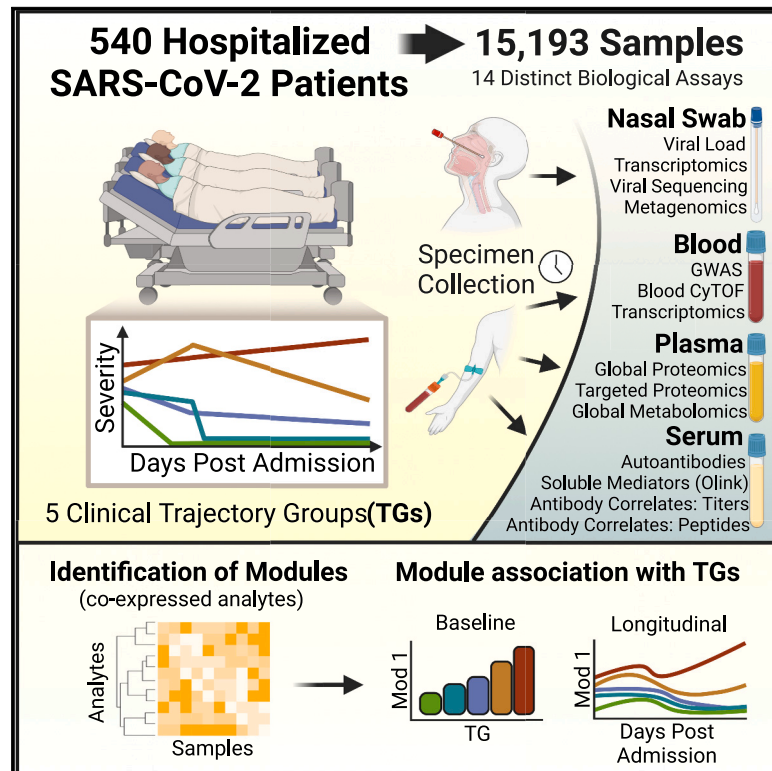 540 Hospitalized
SARS-CoV-2 Patients
15,193 Samples
14 Distinct Biological Assays
Nasal Swab
Viral Load
Transcriptomics
Viral Sequencing
Metagenomics
Specimen
Collection
Blood
GWAS
Blood CyTOF
Transcriptomics
Plasma
Global Proteomics
Targeted Proteomics
Global Metabolomics
Serum
Autoantibodies
Soluble Mediators (Olink)
Antibody Correlates: Titers
Antibody Correlates: Peptides
Severity
Days Post Admission
5 Clinical Trajectory Groups(TGs)
Identification of Modules
(co-expressed analytes)
Analytes
Samples
Module association with TGs
Baseline
Mod 1
TG
Longitudinal
Mod 1
Days Post
Admission